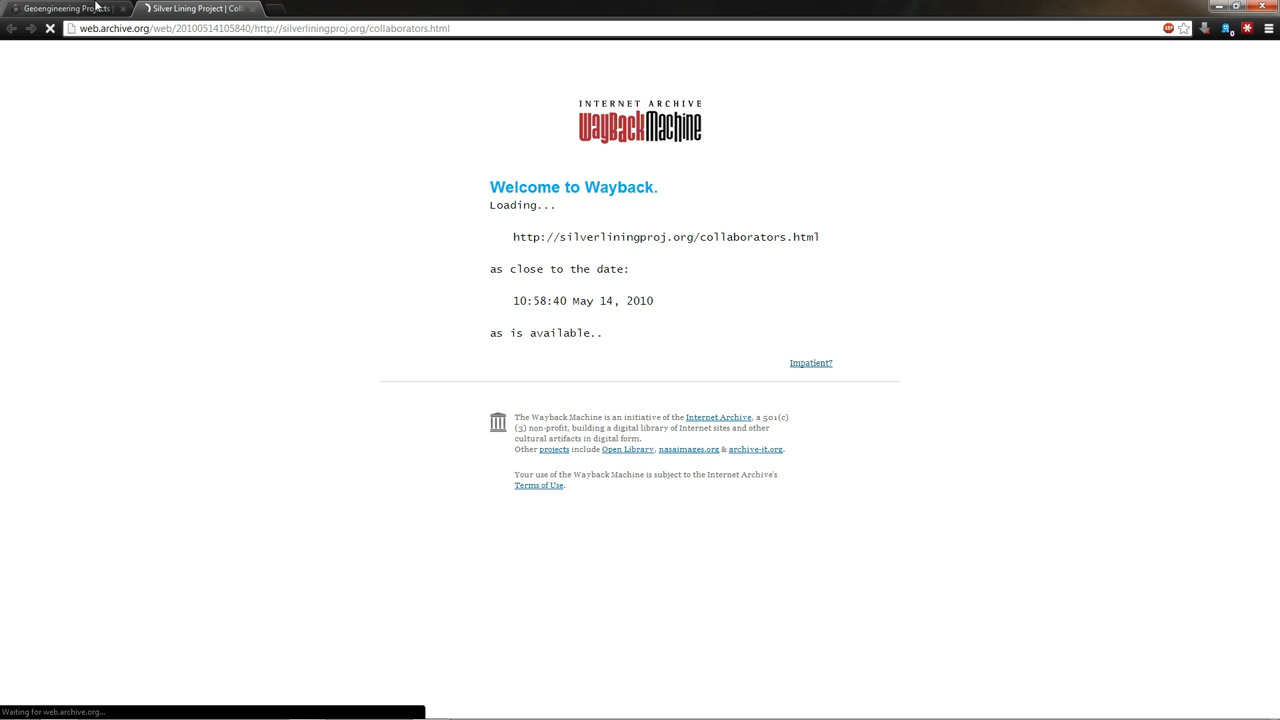 Geoengineering Projects |
Silver Lining Project | Coll
web.archive.org/web/20100514105840/http://silverliningproj.org/collaborators.html
ABP
0
INTERNET ARCHIVE
WayBackMachine
Welcome to Wayback.
Loading...
http://silverliningproj.org/collaborators.html
as close to the date:
10:58:40 May 14, 2010
as is available..
Impatient?
The Wayback Machine is an initiative of the Internet Archive, a 501(c)
(3) non-profit, building a digital library of Internet sites and other
cultural artifacts in digital form.
Other projects include Open Library, nasaimages.org & archive-it.org.
Your use of the Wayback Machine is subject to the Internet Archive's
Terms of Use.
Waiting for web.archive.org...